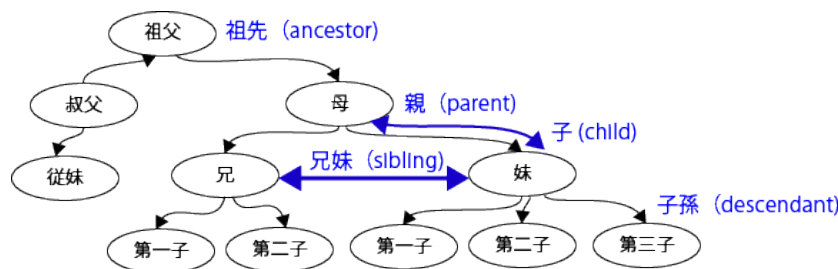 祖父
祖先（ancestor)
叔父
母
親（parent)
子 (child)
従妹
兄
兄妹（sibling)
妹
子孫（descendant)
第一子
第二子
第一子
第二子
第三子